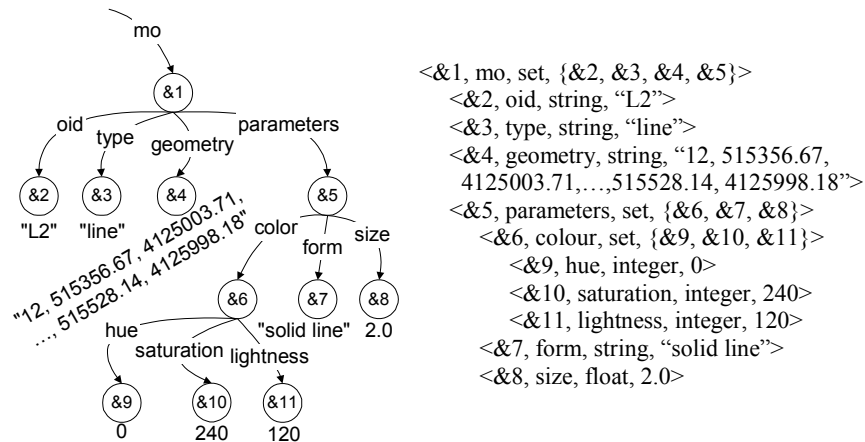 mo
&1
oid
type
geometry
parameters
&2
&3
&4
&5
"L2"
"line"
"12, 515356.67, 4125003.71,
..., 515528.14, 4125998.18"
color
form
size
&6
&7
&8
"solid line"
2.0
hue
saturation
lightness
&9
&10
&11
0
240
120
<&1, mo, set, {&2, &3, &4, &5}>
<&2, oid, string, “L2”>
<&3, type, string, “line”>
<&4, geometry, string, “12, 515356.67,
4125003.71,…,515528.14, 4125998.18”>
<&5, parameters, set, {&6, &7, &8}>
<&6, colour, set, {&9, &10, &11}>
<&9, hue, integer, 0>
<&10, saturation, integer, 240>
<&11, lightness, integer, 120>
<&7, form, string, “solid line”>
<&8, size, float, 2.0>